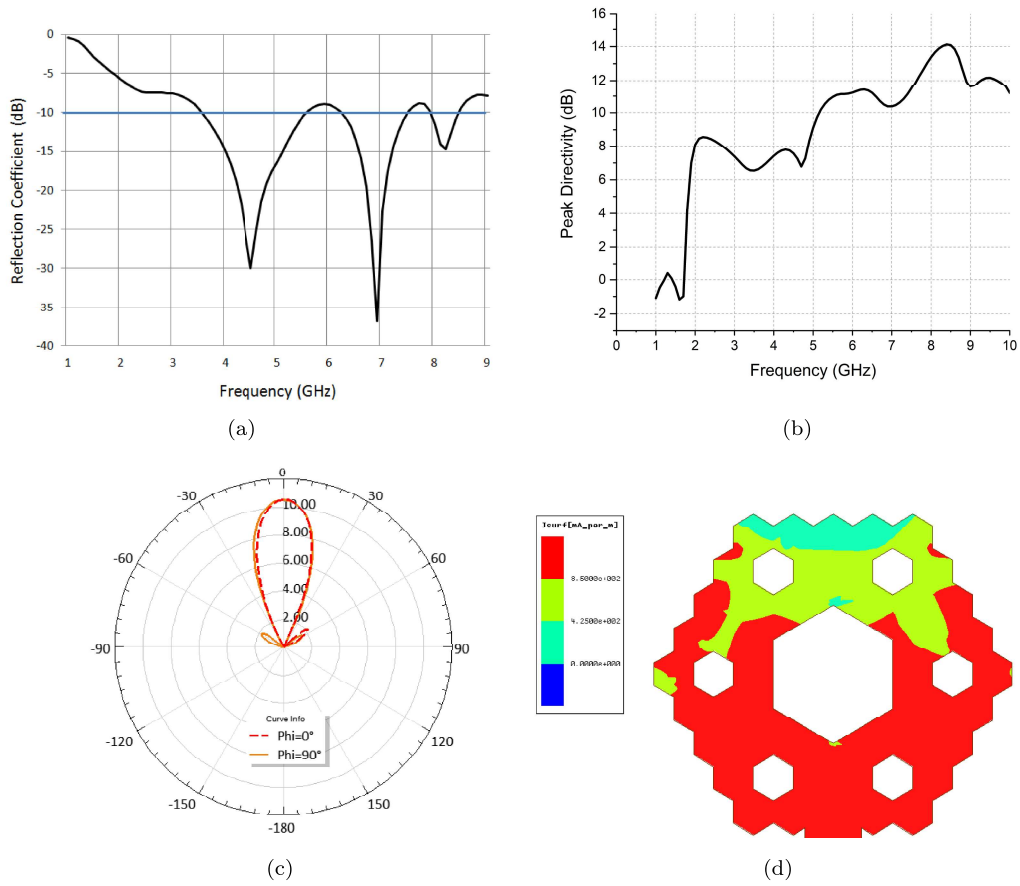 0
-5
-10
-15
-20
-25
-30
35
-40
1 2 3 4 5 6 7 8 9
Reflection Coefficient (dB)
Frequency (GHz)
(a)
16
14
12
10
8
6
4
2
0
-2
0 1 2 3 4 5 6 7 8 9 10
Peak Directivity (dB)
Frequency (GHz)
(b)
0
-30 30
10.00
8.00
-60 60
6.00
4.00
2.00
-90 90
Curve Info
Phi=0°
Phi=90°
-120 120
-150 150
-180
(c)
Tsurf[mA_par_m]
8.5000e+002
4.2500e+002
0.0000e+000
(d)